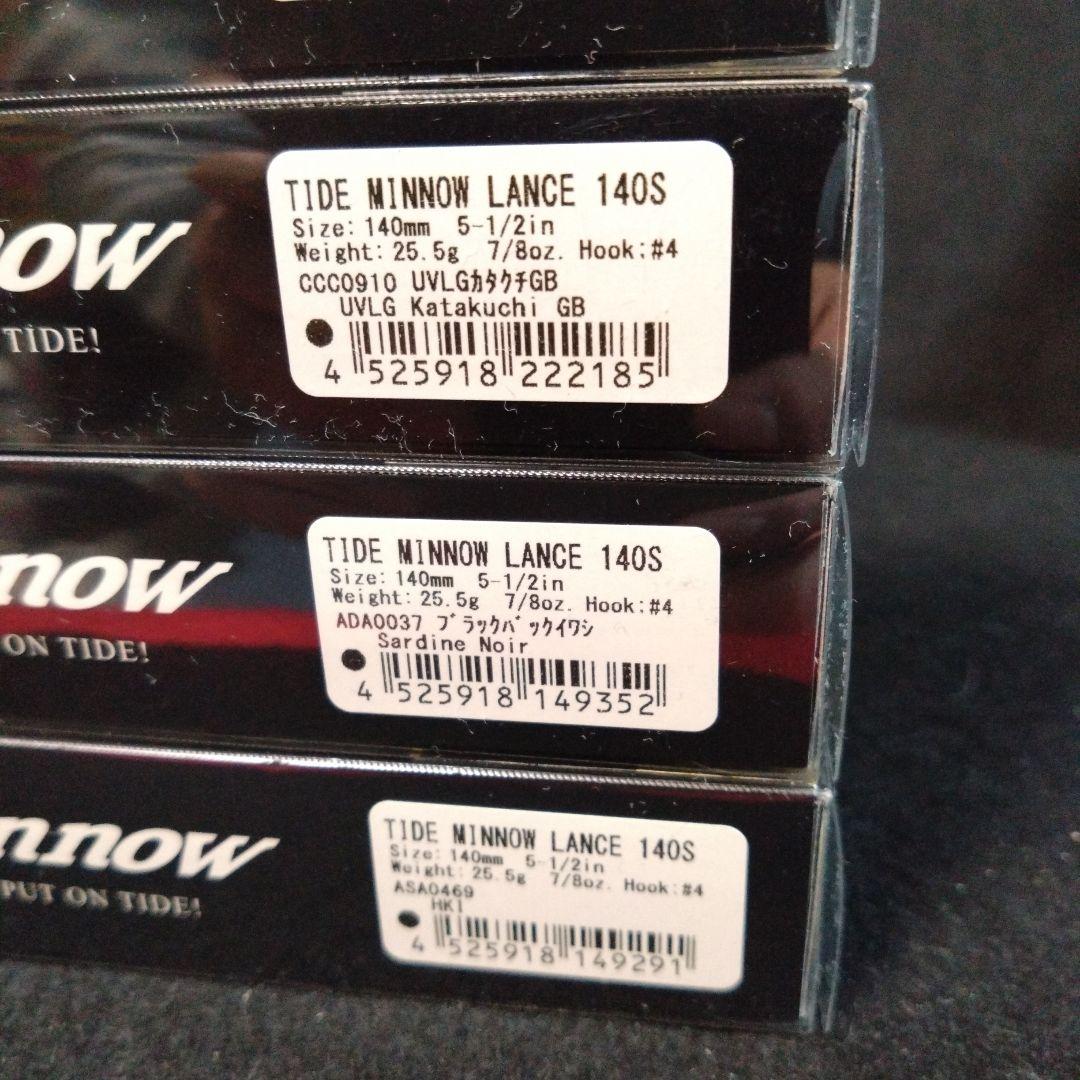 TIDE MINNOW LANCE 140S
Size: 140mm 5-1/2in
Weight: 25.5g 7/8oz. Hook:#4
CCC0910 UVLGｶﾀｸﾁGB
UVLG Katakuchi GB
4 525918 222185
now
TIDE!
TIDE MINNOW LANCE 140S
Size: 140mm 5-1/2in
Weight: 25.5g 7/8oz. Hook:#4
ADA0037 ﾌﾞﾗｯｸﾊﾞｯｸｲﾜｼ
Sardine Noir
4 525918 149352
nnow
ON TIDE!
TIDE MINNOW LANCE 140S
Size: 140mm 5-1/2in
Weight: 25.5g 7/8oz. Hook:#4
ASA0469
HKI
4 525918 149291
innow
PUT ON TIDE!